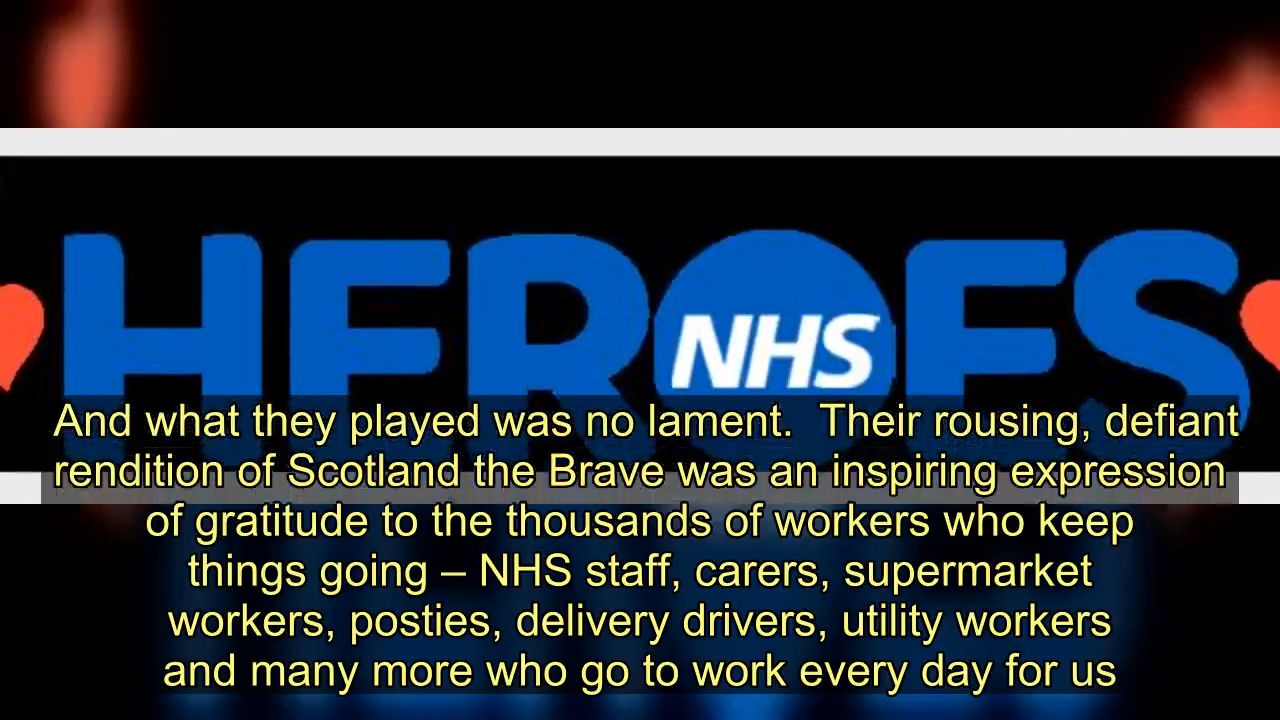 HEROES
NHS
And what they played was no lament.  Their rousing, defiant
rendition of Scotland the Brave was an inspiring expression
of gratitude to the thousands of workers who keep
things going – NHS staff, carers, supermarket
workers, posties, delivery drivers, utility workers
and many more who go to work every day for us